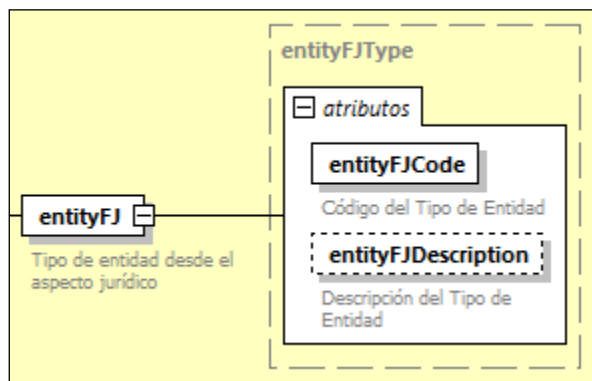 entityFJType
atributos
entityFJCode
Código del Tipo de Entidad
entityFJ
Tipo de entidad desde el
aspecto jurídico
entityFJDescription
Descripción del Tipo de
Entidad